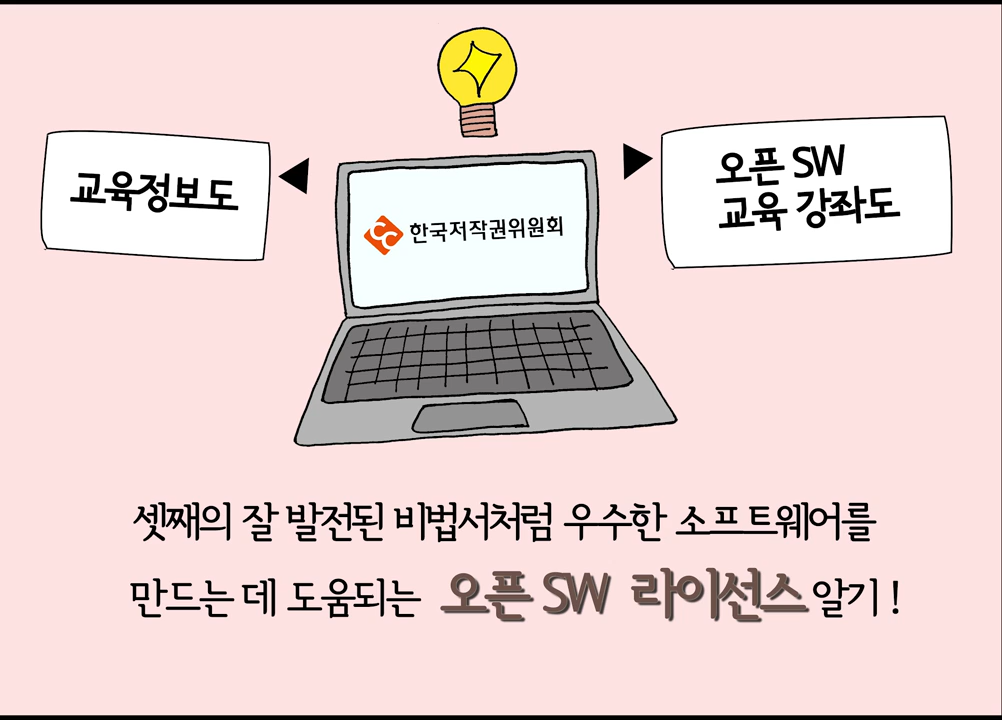 교육정보도
오픈 SW
교육 강좌도
한국저작권위원회
셋째의 잘 발전된 비법서처럼 우수한 소프트웨어를
만드는 데 도움되는 오픈 SW 라이선스 알기 !